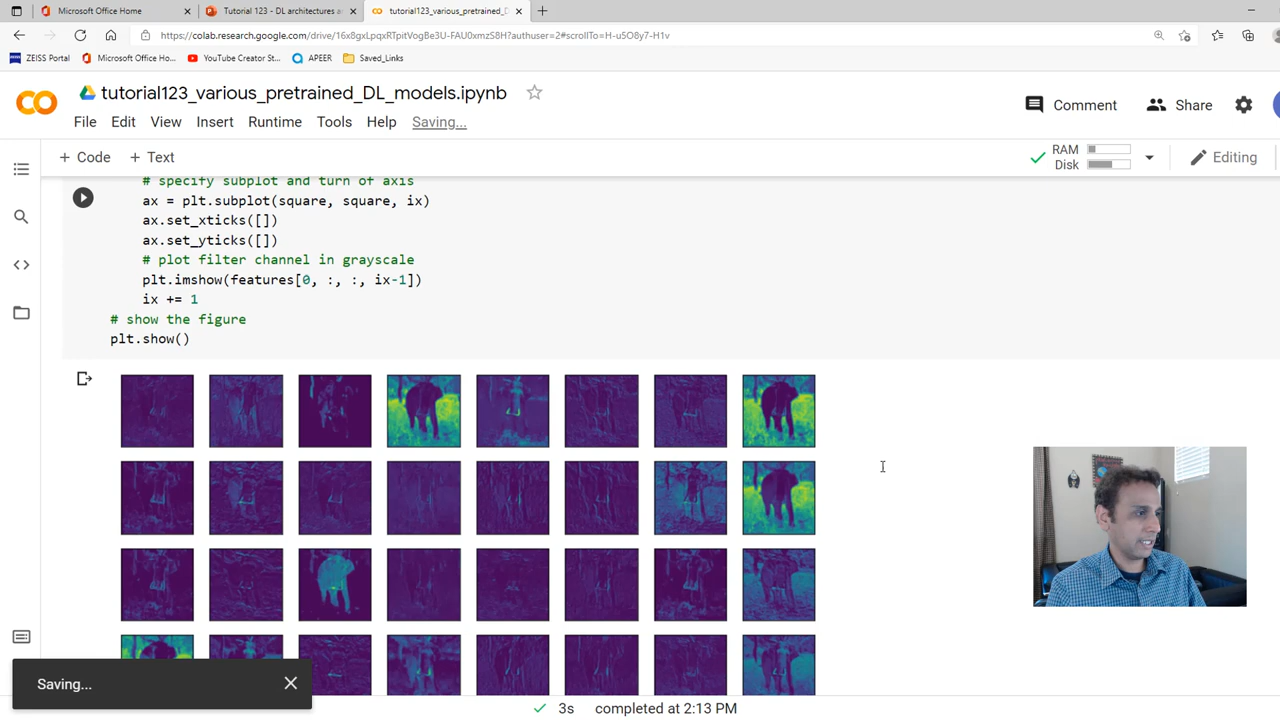 Microsoft Office Home
Tutorial 123 - DL architectures a
tutorial123_various_pretrained_D
https://colab.research.google.com/drive/16x8gxLpqxRTpitVogBe3U-FAU0xmzS8H?authuser=2#scrollTo=H-u5O8y7-H1v
ZEISS Portal
Microsoft Office Ho...
YouTube Creator St...
APEER
Saved_Links
tutorial123_various_pretrained_DL_models.ipynb
Comment
Share
File Edit View Insert Runtime Tools Help Saving...
+ Code + Text
RAM
Disk
Editing
# specify subplot and turn of axis
ax = plt.subplot(square, square, ix)
ax.set_xticks([])
ax.set_yticks([])
# plot filter channel in grayscale
plt.imshow(features[0, :, :, ix-1])
ix += 1
# show the figure
plt.show()
Saving...
3s completed at 2:13 PM